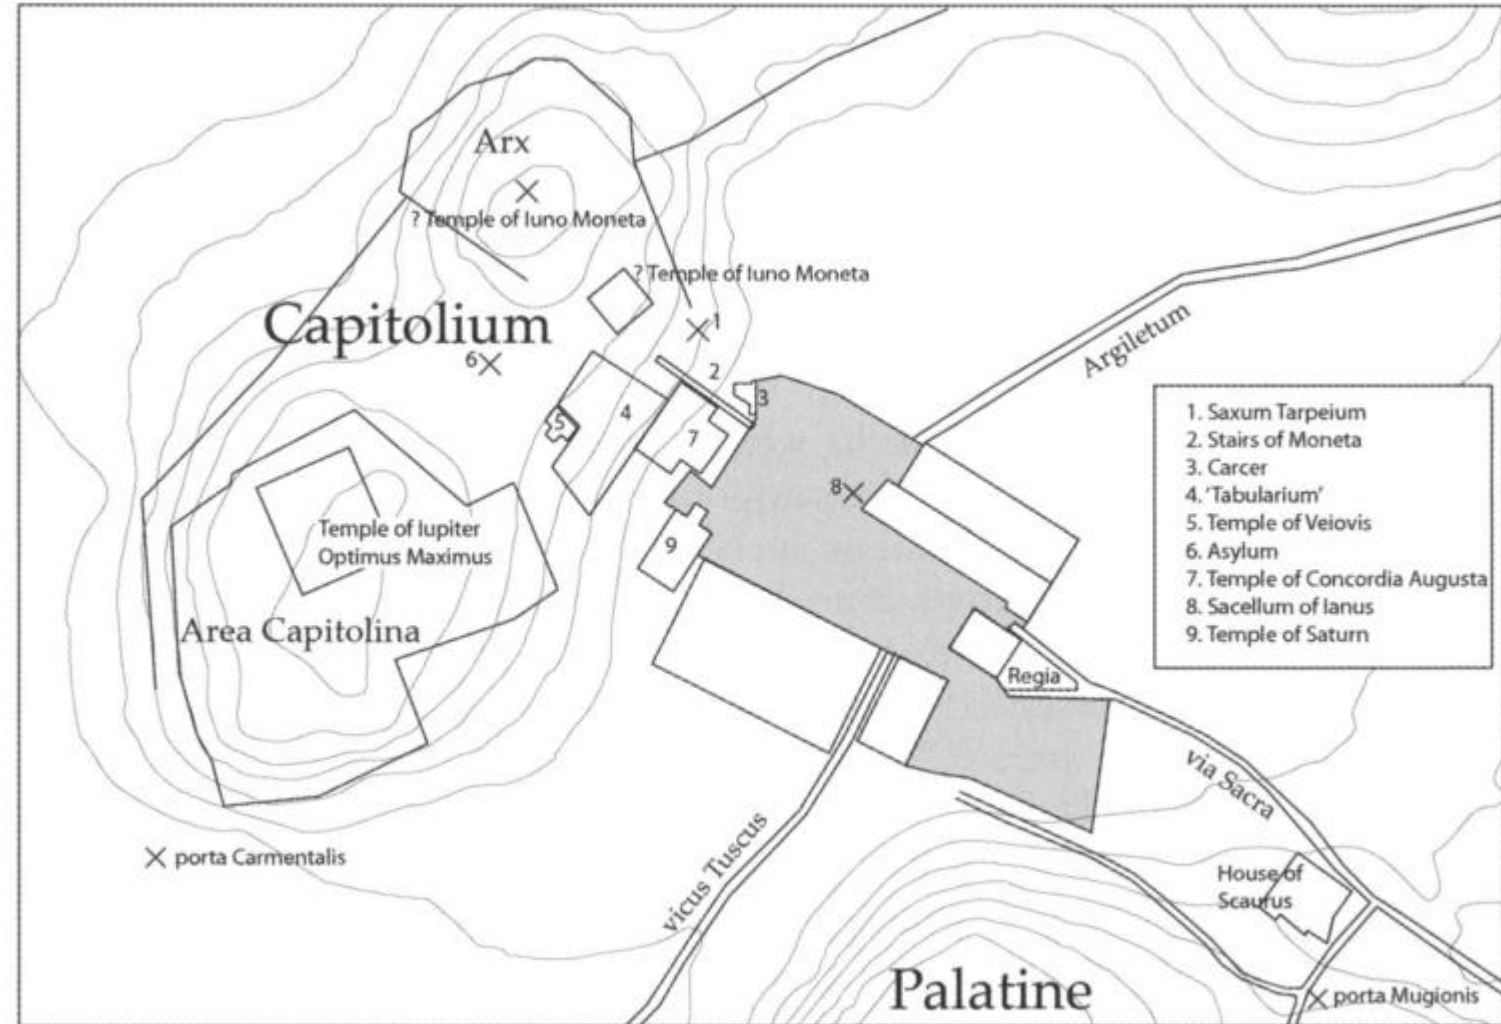 Arx
? Temple of Iuno Moneta
? Temple of Iuno Moneta
Capitolium
1
6
2
3
4
5
7
8
9
Argiletum
1. Saxum Tarpeium
2. Stairs of Moneta
3. Carcer
4. 'Tabularium'
5. Temple of Veiovis
6. Asylum
7. Temple of Concordia Augusta
8. Sacellum of Ianus
9. Temple of Saturn
Temple of Iupiter
Optimus Maximus
Area Capitolina
Regia
via Sacra
porta Carmentalis
vicus Tuscus
House of
Scaurus
Palatine
porta Mugionis